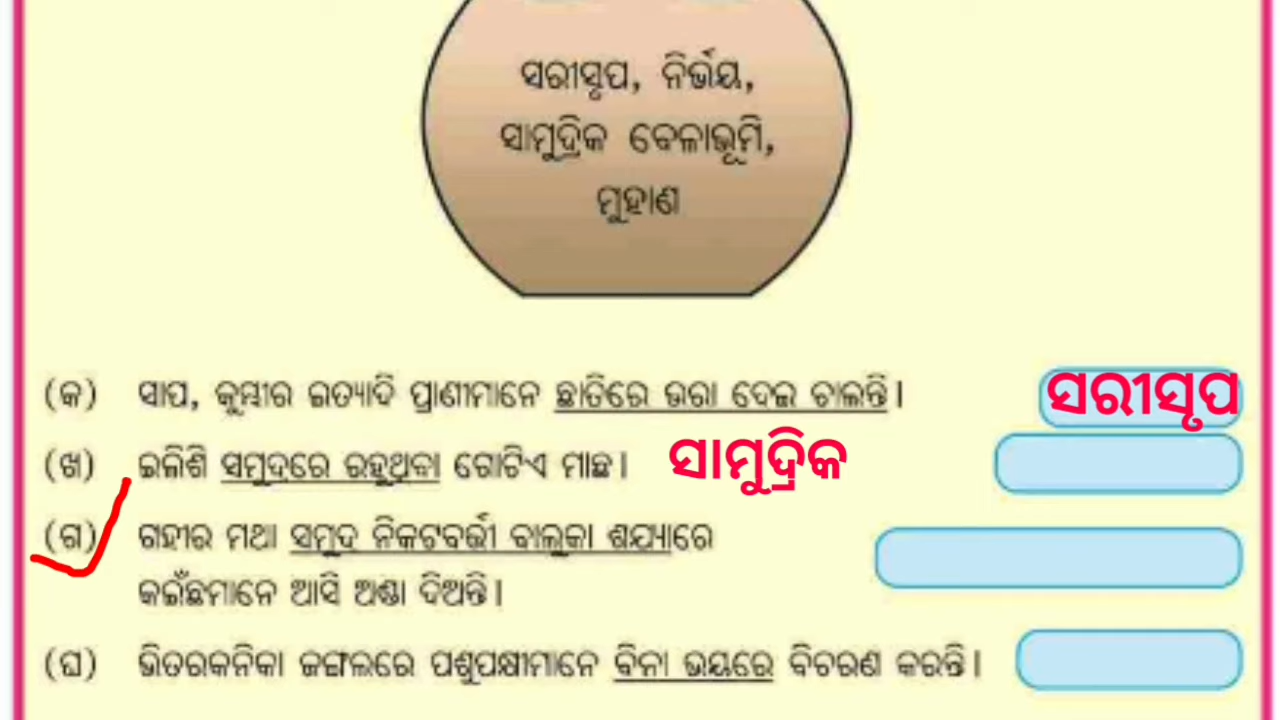 ସରୀସୃପ, ନିର୍ଭୟ,
ସାମୁଦ୍ରିକ ବେଳାଭୂମି,
ମୁହାଣ
(କ) ସାପ, କୁମ୍ଭୀର ଇତ୍ୟାଦି ପ୍ରାଣୀମାନେ ଛାତିରେ ଭରା ଦେଇ ଚାଲନ୍ତି। ସରୀସୃପ
(ଖ) ଇଲିଶି ସମୁଦ୍ରରେ ରହୁଥିବା ଗୋଟିଏ ମାଛ। ସାମୁଦ୍ରିକ
(ଗ) ଗହୀର ମଥା ସମୁଦ୍ର ନିକଟବର୍ତ୍ତୀ ବାଲୁକା ଶଯ୍ୟାରେ
କଇଁଛମାନେ ଆସି ଅଣ୍ଡା ଦିଅନ୍ତି।
(ଘ) ଭିତରକନିକା ଜଙ୍ଗଲରେ ପଶୁପକ୍ଷୀମାନେ ବିନା ଭୟରେ ବିଚରଣ କରନ୍ତି।